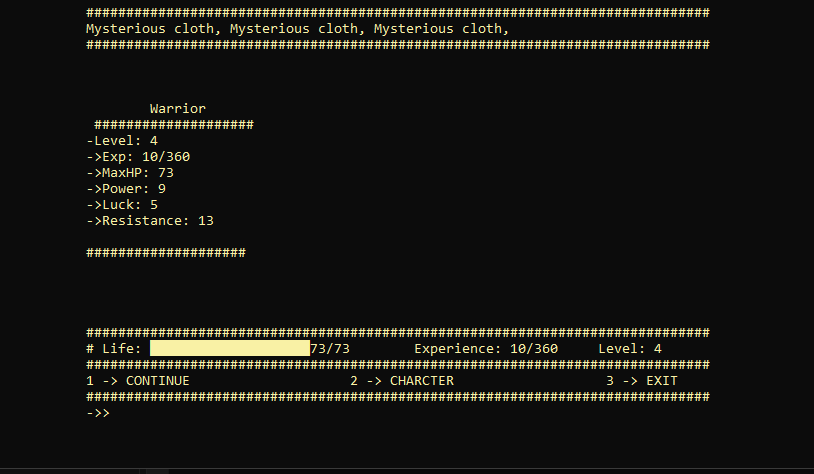 ##############################################################################
Mysterious cloth, Mysterious cloth, Mysterious cloth,
##############################################################################
Warrior
####################
-Level: 4
->Exp: 10/360
->MaxHP: 73
->Power: 9
->Luck: 5
->Resistance: 13
####################
##############################################################################
# Life: ████████████████████73/73 Experience: 10/360 Level: 4
##############################################################################
1 -> CONTINUE 2 -> CHARCTER 3 -> EXIT
##############################################################################
->>